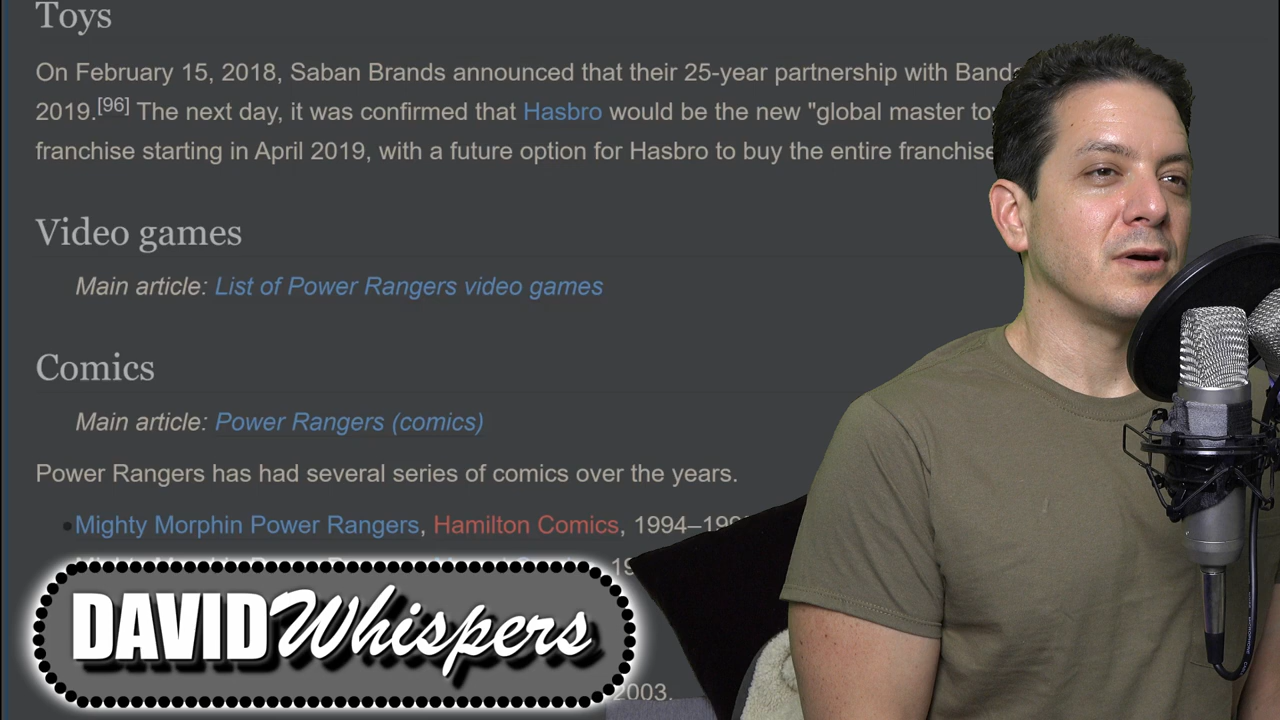 Toys
On February 15, 2018, Saban Brands announced that their 25-year partnership with
2019.[96] The next day, it was confirmed that Hasbro would be the new "global master
franchise starting in April 2019, with a future option for Hasbro to buy the entire franchise
Video games
Main article: List of Power Rangers video games
Comics
Main article: Power Rangers (comics)
Power Rangers has had several series of comics over the years.
Mighty Morphin Power Rangers, Hamilton Comics,
DAVID Whispers
2003.